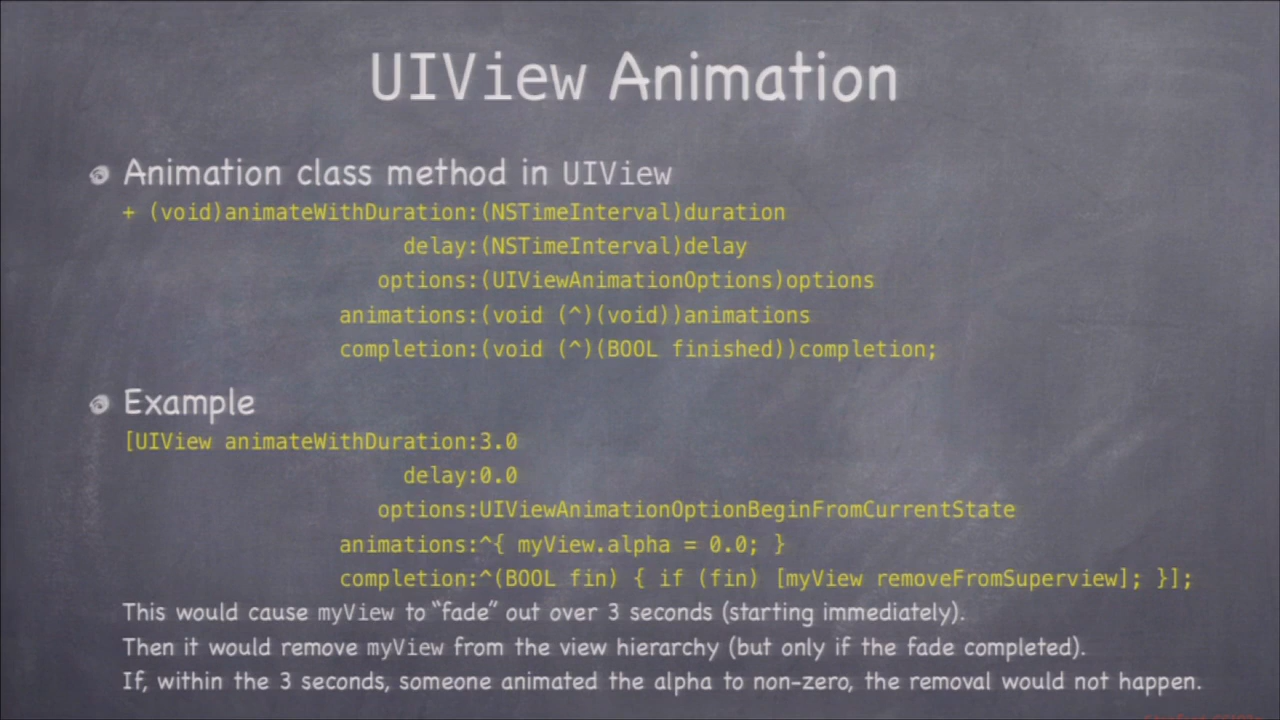 UIView Animation
Animation class method in UIView
+ (void)animateWithDuration:(NSTimeInterval)duration
delay:(NSTimeInterval)delay
options:(UIViewAnimationOptions)options
animations:(void (^)(void))animations
completion:(void (^)(BOOL finished))completion;
Example
[UIView animateWithDuration:3.0
delay:0.0
options:UIViewAnimationOptionBeginFromCurrentState
animations:^{ myView.alpha = 0.0; }
completion:^(BOOL fin) { if (fin) [myView removeFromSuperview]; }];
This would cause myView to “fade” out over 3 seconds (starting immediately).
Then it would remove myView from the view hierarchy (but only if the fade completed).
If, within the 3 seconds, someone animated the alpha to non-zero, the removal would not happen.